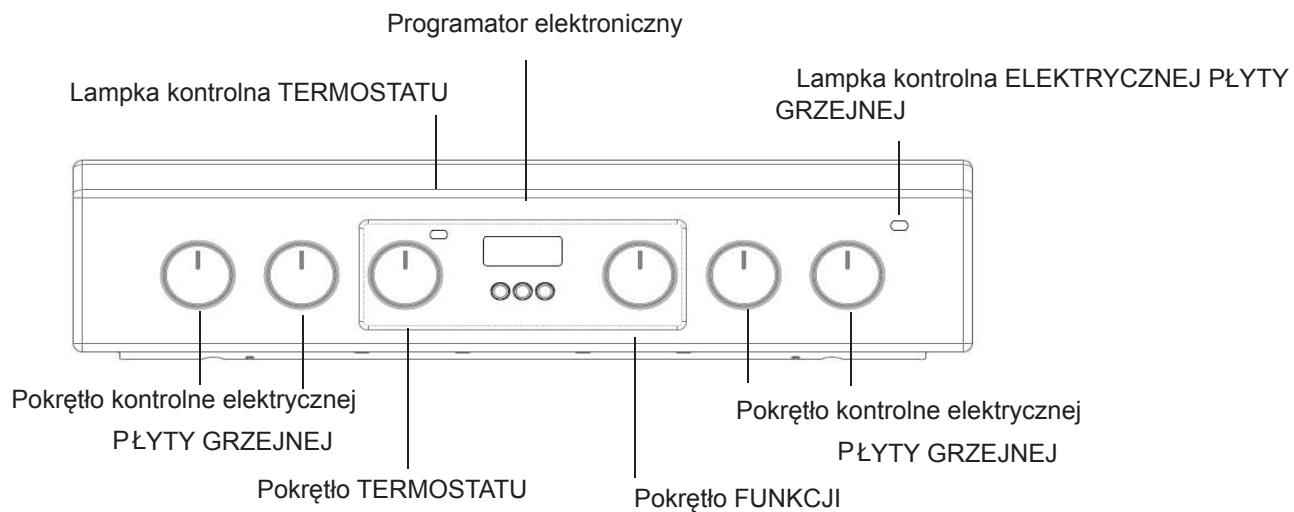 Programator elektroniczny
Lampka kontrolna TERMOSTATU
Lampka kontrolna ELEKTRYCZNEJ PŁYTY
GRZEJNEJ
Pokrętło kontrolne elektrycznej
PŁYTY GRZEJNEJ
Pokrętło kontrolne elektrycznej
PŁYTY GRZEJNEJ
Pokrętło TERMOSTATU
Pokrętło FUNKCJI